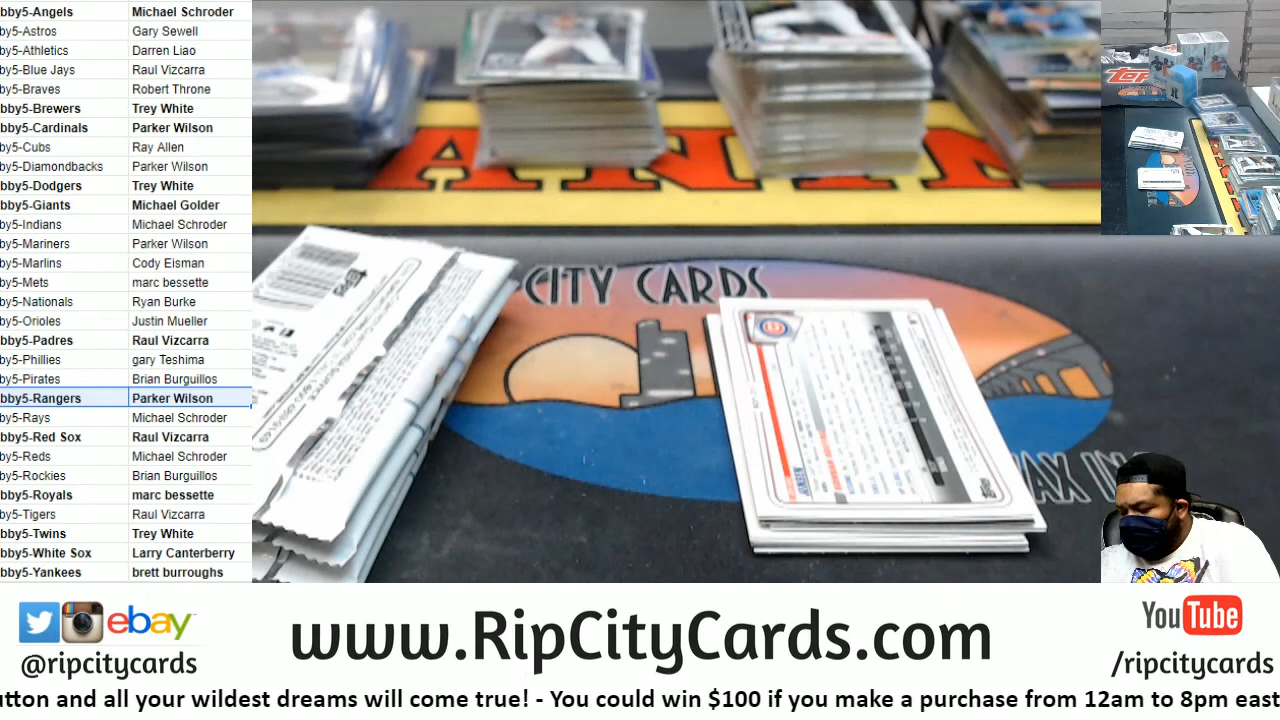 bby5-Angels Michael Schroder
by5-Astros Gary Sewell
by5-Athletics Darren Liao
by5-Blue Jays Raul Vizcarra
by5-Braves Robert Throne
bby5-Brewers Trey White
bby5-Cardinals Parker Wilson
by5-Cubs Ray Allen
by5-Diamondbacks Parker Wilson
bby5-Dodgers Trey White
bby5-Giants Michael Golder
by5-Indians Michael Schroder
by5-Mariners Parker Wilson
by5-Marlins Cody Eisman
by5-Mets marc bessette
by5-Nationals Ryan Burke
by5-Orioles Justin Mueller
bby5-Padres Raul Vizcarra
by5-Phillies gary Teshima
by5-Pirates Brian Burguillos
bby5-Rangers Parker Wilson
by5-Rays Michael Schroder
bby5-Red Sox Raul Vizcarra
by5-Reds Michael Schroder
by5-Rockies Brian Burguillos
bby5-Royals marc bessette
by5-Tigers Raul Vizcarra
bby5-Twins Trey White
bby5-White Sox Larry Canterberry
bby5-Yankees brett burroughs
ANIN
-CITY CARDS
topps
WAX IN
ebay
@ripcitycards
www.RipCityCards.com
YouTube
/ripcitycards
utton and all your wildest dreams will come true! - You could win $100 if you make a purchase from 12am to 8pm east